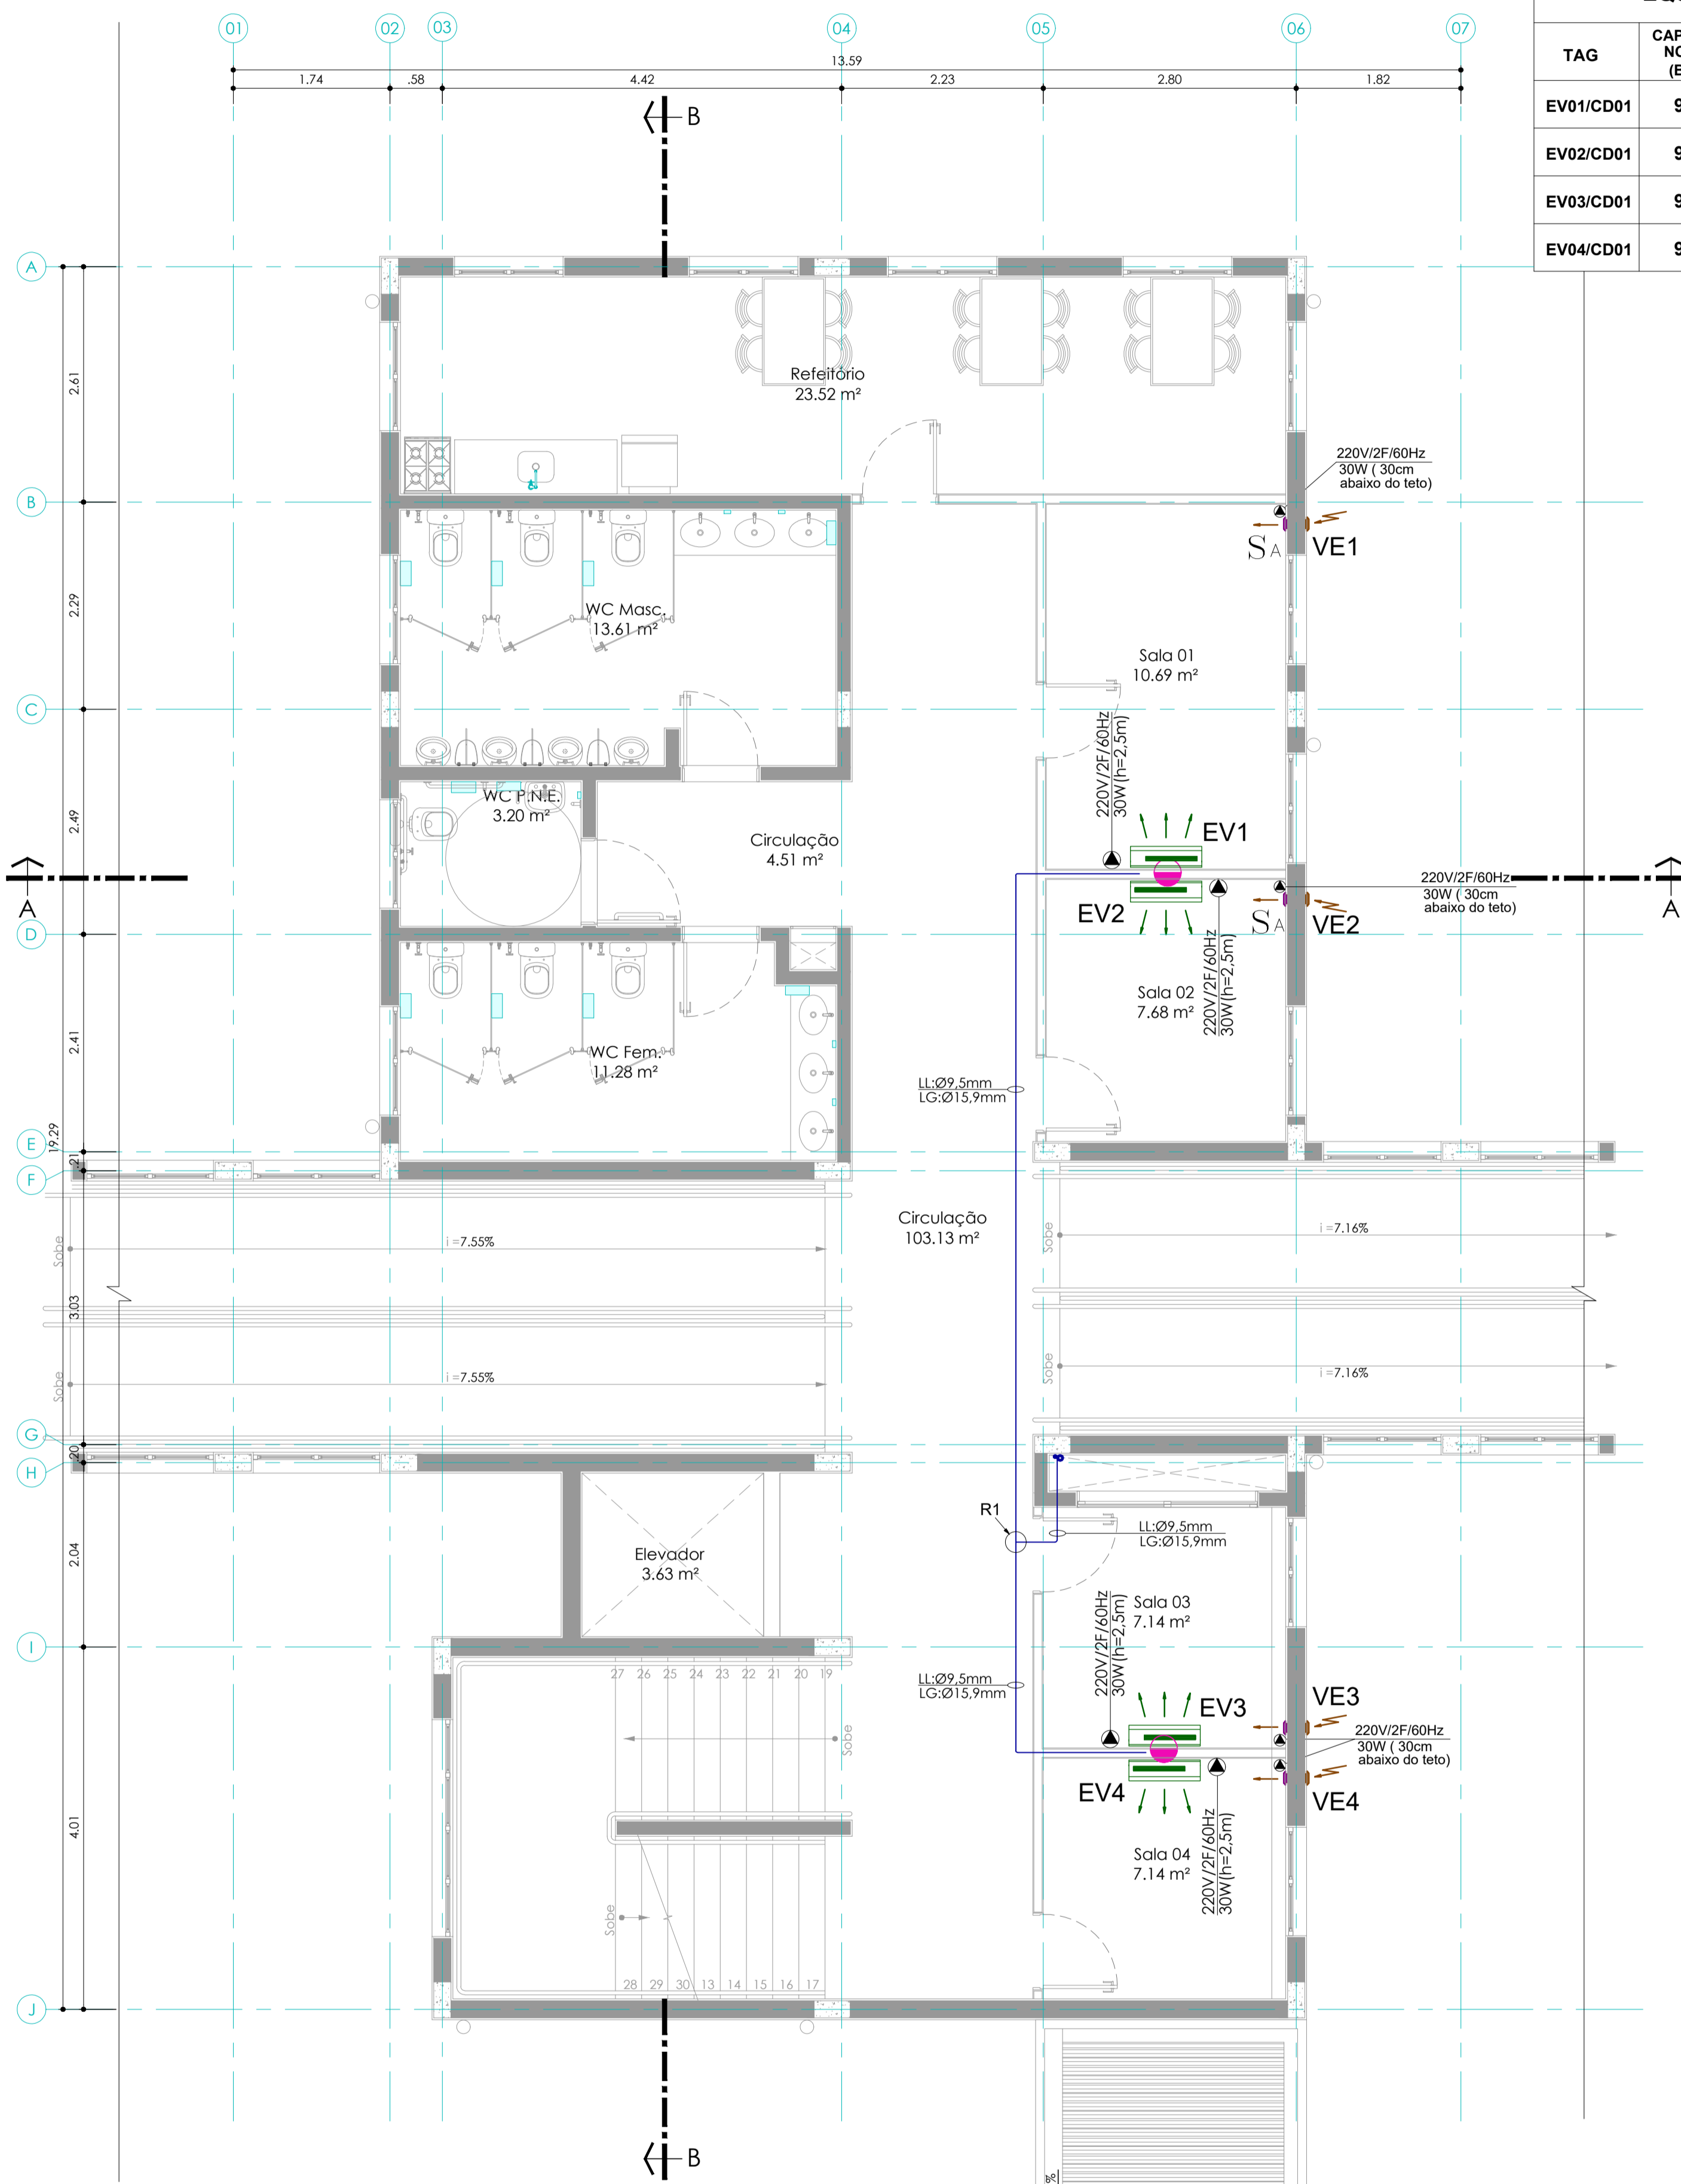 01
02
03
04
05
06
07
13.59
1.74
.58
4.42
2.23
2.80
1.82
TAG
EV01/CD01
EV02/CD01
EV03/CD01
EV04/CD01
B
A
2.61
Refeitório
23.52 m²
220V/2F/60Hz
30W ( 30cm
abaixo do teto)
B
SA
VE1
2.29
WC Masc.
13.61 m²
Sala 01
10.69 m²
C
220V/2F/60Hz
30W(h=2,5m)
2.49
WC P.N.E.
3.20 m²
Circulação
4.51 m²
EV1
EV2
220V/2F/60Hz
30W ( 30cm
abaixo do teto)
A
A
SA
VE2
D
220V/2F/60Hz
30W(h=2,5m)
Sala 02
7.68 m²
2.41
WC Fem.
11.28 m²
LL:Ø9,5mm
LG:Ø15,9mm
E
19.29
.21
F
Circulação
103.13 m²
Sobe
i =7.55%
Sobe
i =7.16%
3.03
Sobe
i =7.55%
Sobe
i =7.16%
G
.20
H
R1
LL:Ø9,5mm
LG:Ø15,9mm
2.04
Elevador
3.63 m²
Sala 03
7.14 m²
220V/2F/60Hz
30W(h=2,5m)
I
27 26 25 24 23 22 21 20 19
LL:Ø9,5mm
LG:Ø15,9mm
EV3
VE3
Sobe
220V/2F/60Hz
30W ( 30cm
abaixo do teto)
EV4
VE4
4.01
Sala 04
7.14 m²
220V/2F/60Hz
30W(h=2,5m)
Sobe
28 29 30 13 14 15 16 17
J
B
%